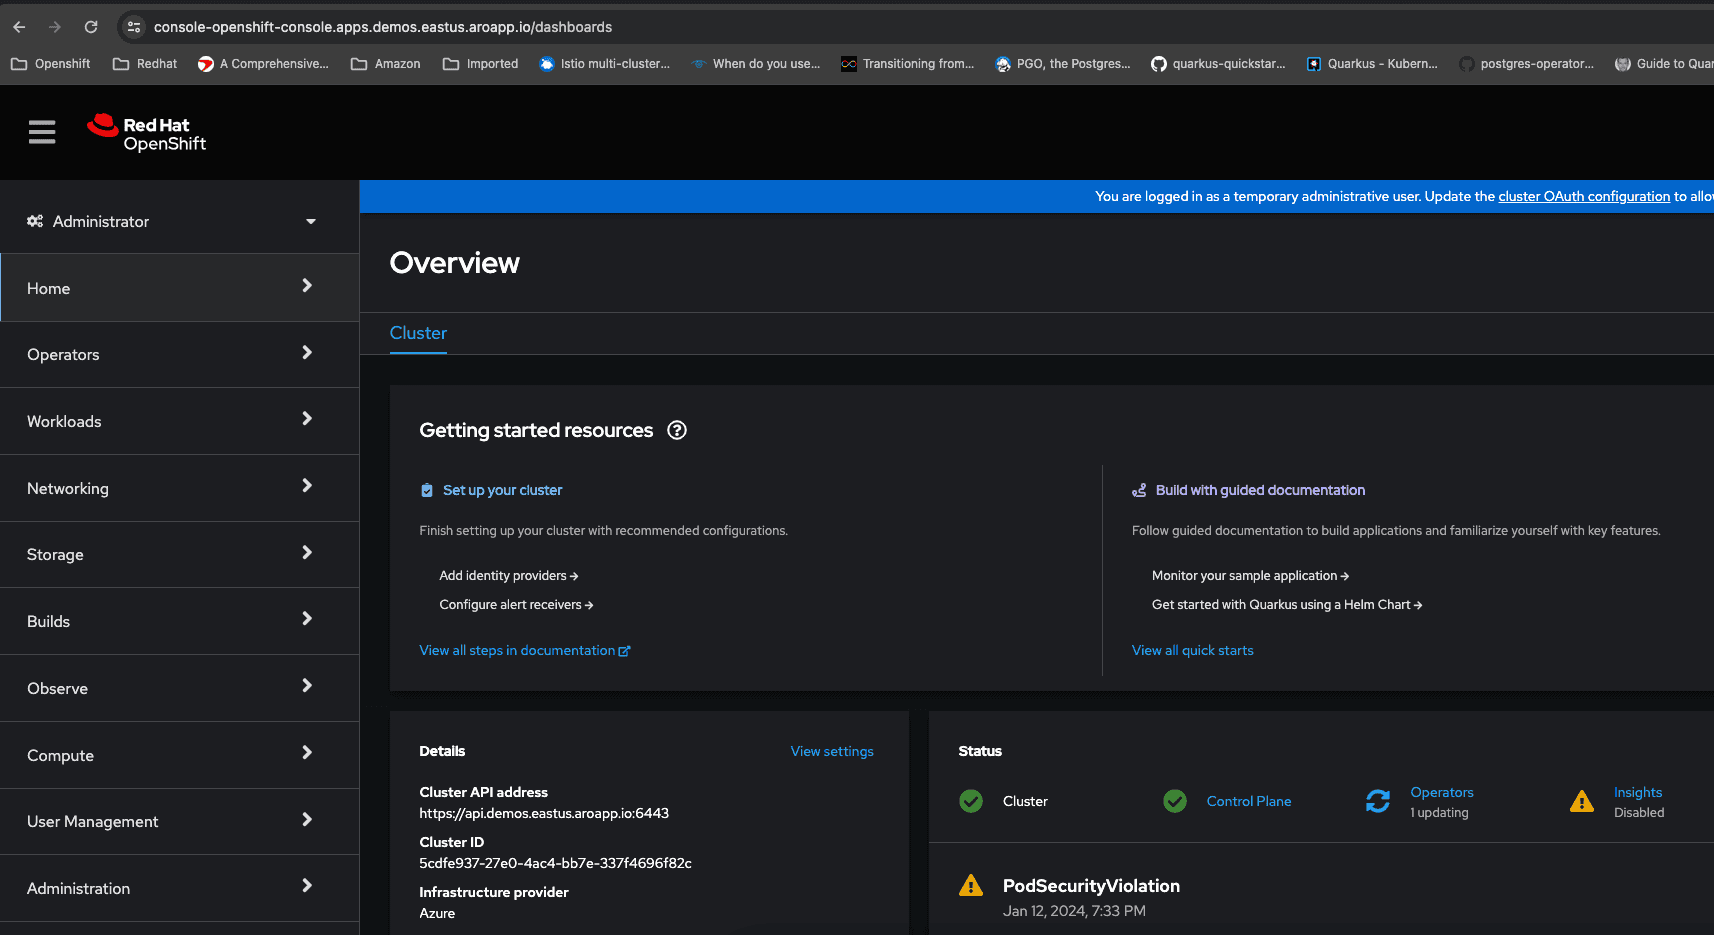 console-openshift-console.apps.demos.eastus.aroapp.io/dashboards
Openshift
Redhat
A Comprehensive...
Amazon
Imported
Istio multi-cluster...
When do you use...
Transitioning from...
PGO, the Postgres...
quarkus-quickstar...
Quarkus - Kubern...
postgres-operator...
Guide to Quar
Red Hat
OpenShift
You are logged in as a temporary administrative user. Update the cluster OAuth configuration to allo
Administrator
Home
Operators
Workloads
Networking
Storage
Builds
Observe
Compute
User Management
Administration
Overview
Cluster
Getting started resources
Set up your cluster
Finish setting up your cluster with recommended configurations.
Add identity providers
Configure alert receivers
View all steps in documentation
Build with guided documentation
Follow guided documentation to build applications and familiarize yourself with key features.
Monitor your sample application
Get started with Quarkus using a Helm Chart
View all quick starts
Details
View settings
Cluster API address
https://api.demos.eastus.aroapp.io:6443
Cluster ID
5cdfe937-27e0-4ac4-bb7e-337f4696f82c
Infrastructure provider
Azure
Status
Cluster
Control Plane
Operators
1 updating
Insights
Disabled
PodSecurityViolation
Jan 12, 2024, 7:33 PM